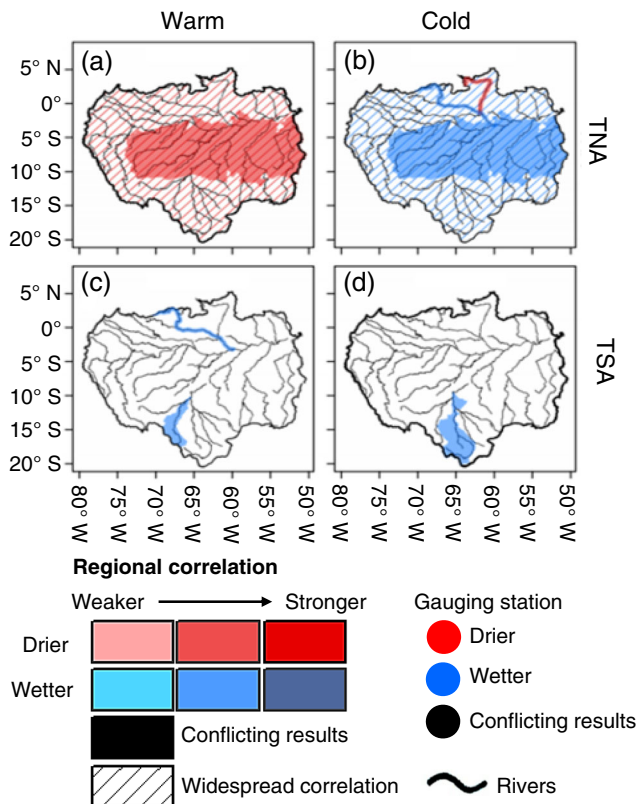 Warm Cold
(a) (b)
5° N
0°
5° S
10° S
15° S
20° S
TNA
(c) (d)
5° N
0°
5° S
10° S
15° S
20° S
TSA
80° W 75° W 70° W 65° W 60° W 55° W 50° W 80° W 75° W 70° W 65° W 60° W 55° W 50° W
Regional correlation
Weaker Stronger
Drier
Wetter
Conflicting results
Widespread correlation
Gauging station
Drier
Wetter
Conflicting results
Rivers